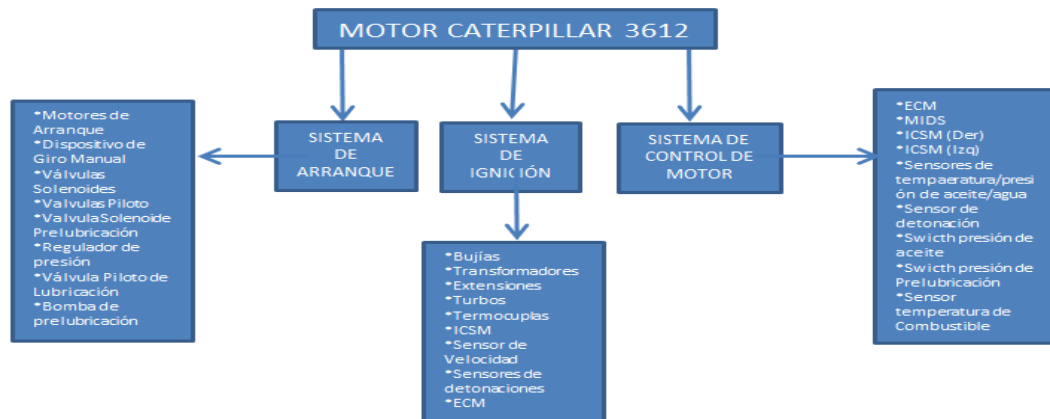 MOTOR CATERPILLAR 3612
SISTEMA
DE
ARRANQUE
SISTEMA
DE
IGNICIÓN
SISTEMA DE
CONTROL DE
MOTOR
*Motores de
Arranque
*Dispositivo de
Giro Manual
*Válvulas
Solenoides
*Valvulas Piloto
*Valvula Solenoide
Prelubricación
*Regulador de
presión
*Válvula Piloto de
Lubricación
*Bomba de
prelubricación
*Bujías
*Transformadores
*Extensiones
*Turbos
*Termocuplas
*ICSM
*Sensor de
Velocidad
*Sensores de
detonaciones
*ECM
*ECM
*MIDS
*ICSM (Der)
*ICSM (Izq)
*Sensores de
tempaeratura/presi
ón de aceite/agua
*Sensor de
detonación
*Swicth presión de
aceite
*Swicth presión de
Prelubricación
*Sensor
temperatura de
Combustible